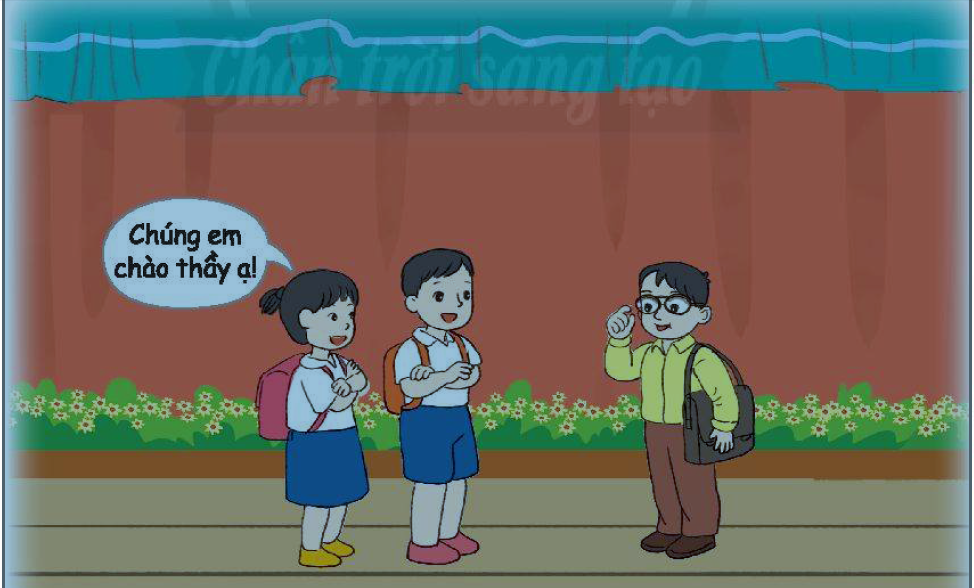 Chân trời sáng tạo
Chúng em
chào thầy ạ!